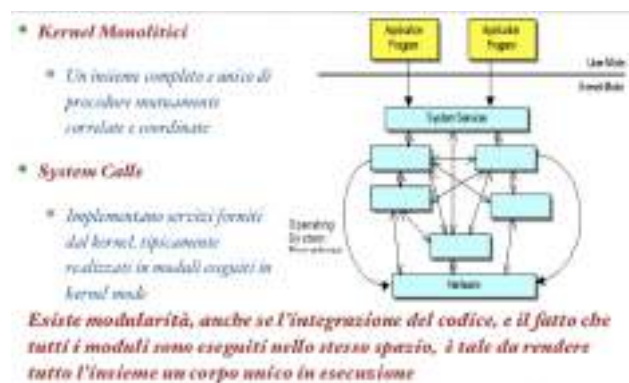 Kernel Monolitici
Un insieme completo e unico di
procedure mutuamente
correlate e coordinate
System Calls
Implementano servizi forniti
dal kernel, tipicamente
realizzati in moduli eseguiti in
kernel mode
Application
Program
Application
Program
User Mode
Kernel Mode
System Services
Operating
System
Procedures
Hardware
Esiste modularità, anche se l'integrazione del codice, e il fatto che
tutti i moduli sono eseguiti nello stesso spazio, è tale da rendere
tutto l'insieme un corpo unico in esecuzione